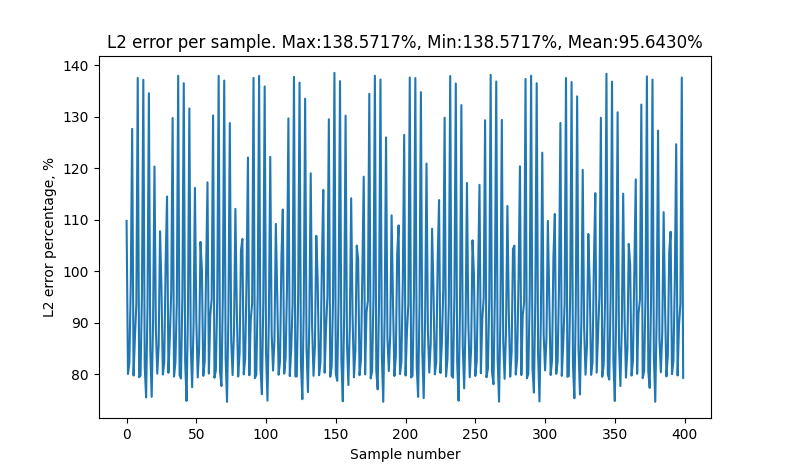 L2 error per sample. Max:138.5717%, Min:138.5717%, Mean:95.6430%
140
130
120
110
100
90
80
L2 error percentage, %
0 50 100 150 200 250 300 350 400
Sample number